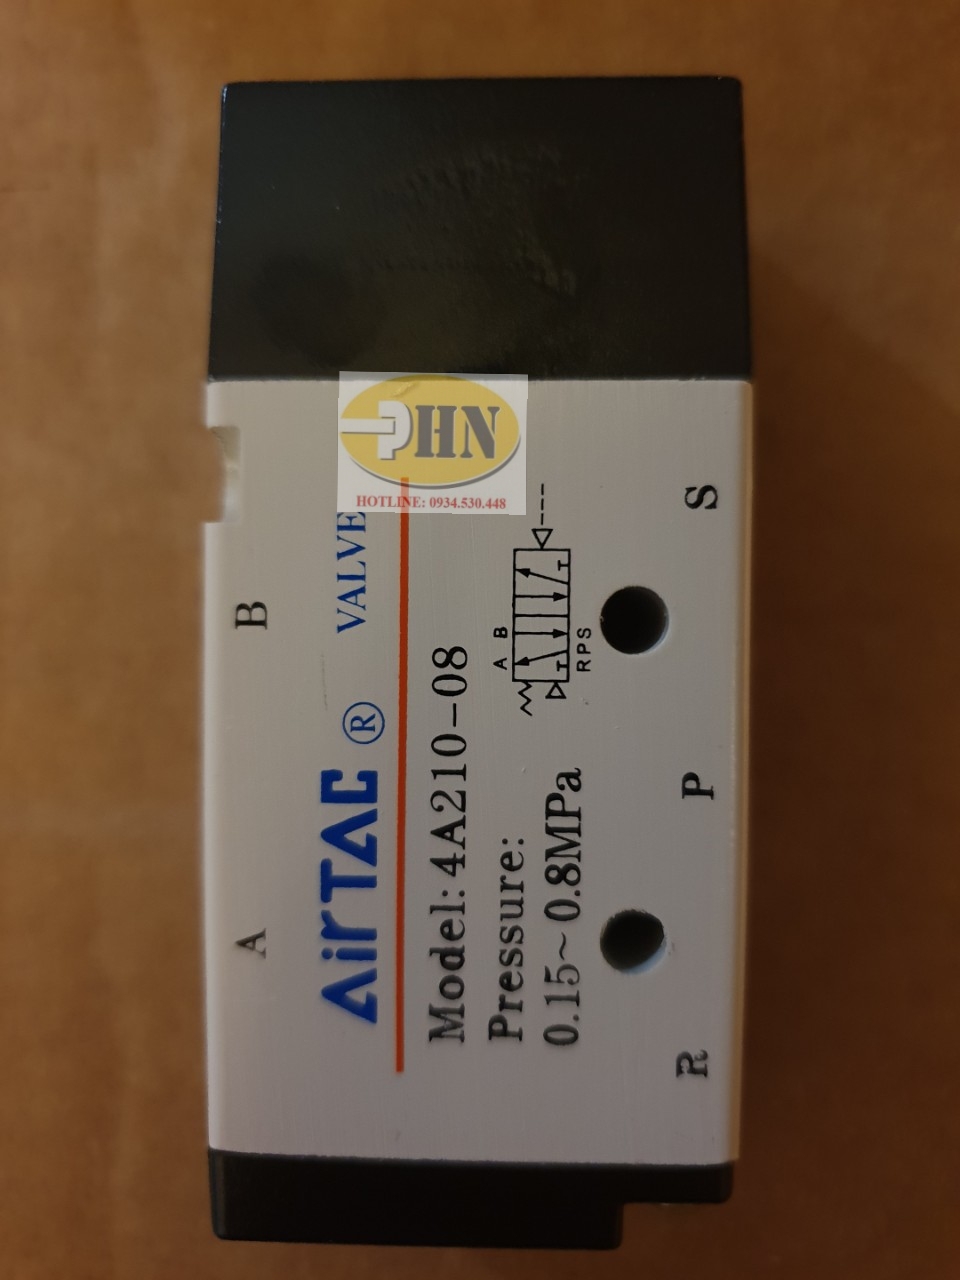 A B
AirTAC ® VALVE
Model: 4A210-08
Pressure:
0.15~0.8MPa
A B
R P S
R P S
PHN
HOTLINE: 0934.530.448